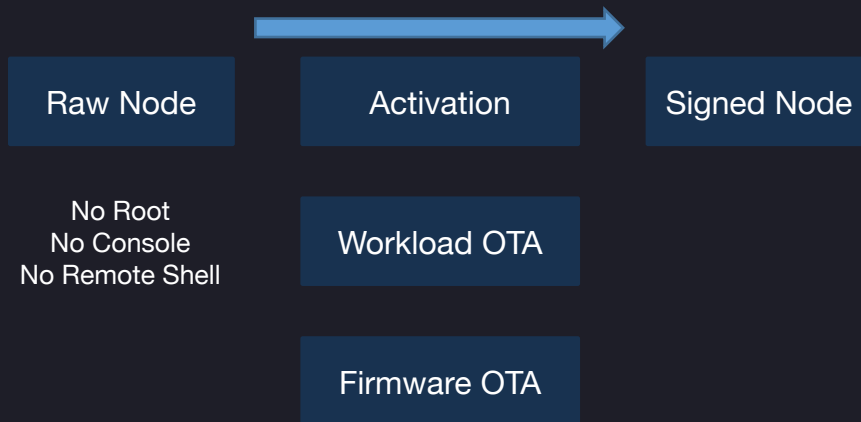 Raw Node
Activation
Signed Node
No Root
No Console
No Remote Shell
Workload OTA
Firmware OTA